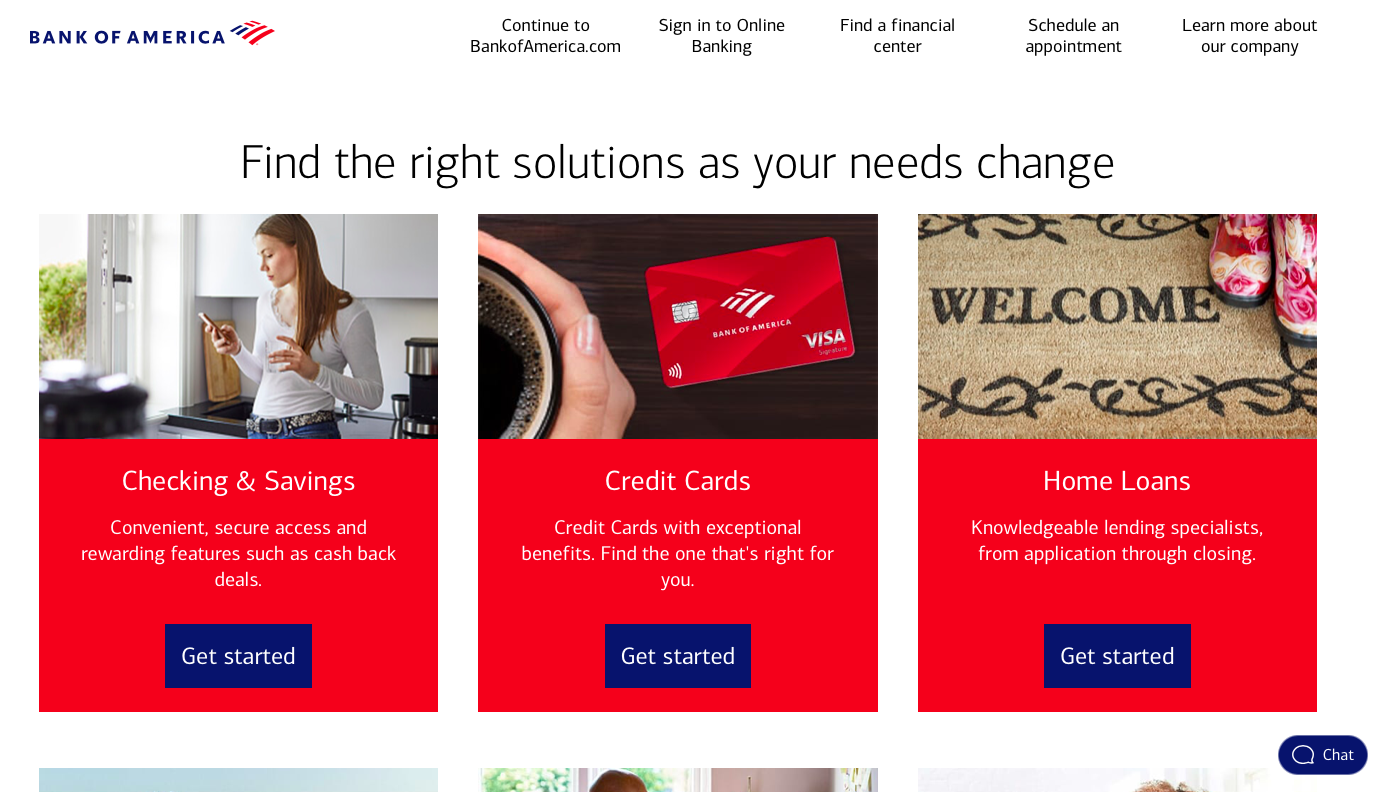 BANK OF AMERICA
Continue to
BankofAmerica.com
Sign in to Online
Banking
Find a financial
center
Schedule an
appointment
Learn more about
our company
Find the right solutions as your needs change
BANK OF AMERICA
VISA
Signature
WELCOME
Checking & Savings
Convenient, secure access and
rewarding features such as cash back
deals.
Get started
Credit Cards
Credit Cards with exceptional
benefits. Find the one that's right for
you.
Get started
Home Loans
Knowledgeable lending specialists,
from application through closing.
Get started
Chat